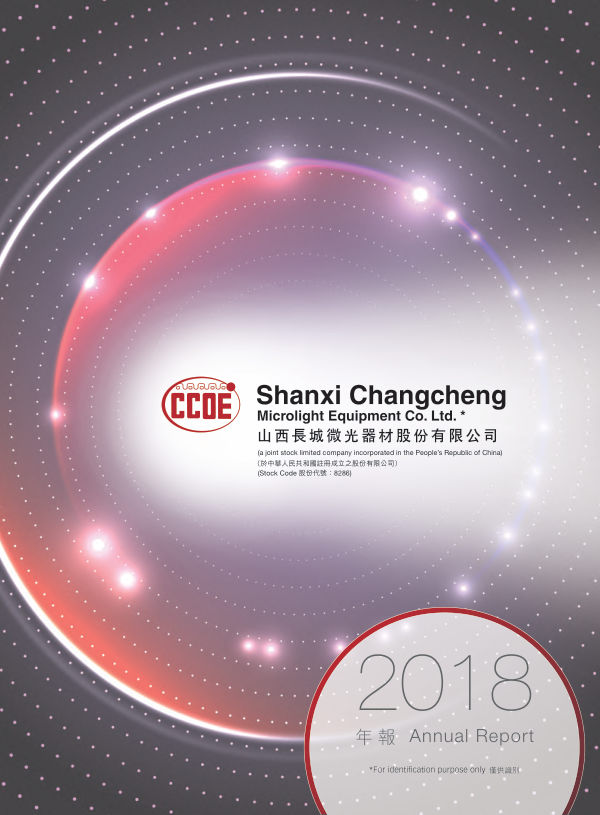 CCOE
Shanxi Changcheng
Microlight Equipment Co. Ltd. *
山西長城微光器材股份有限公司
(a joint stock limited company incorporated in the People's Republic of China)
(於中華人民共和國註冊成立之股份有限公司)
(Stock Code 股份代號：8286)
2018
年報 Annual Report
*For identification purpose only 僅供識別